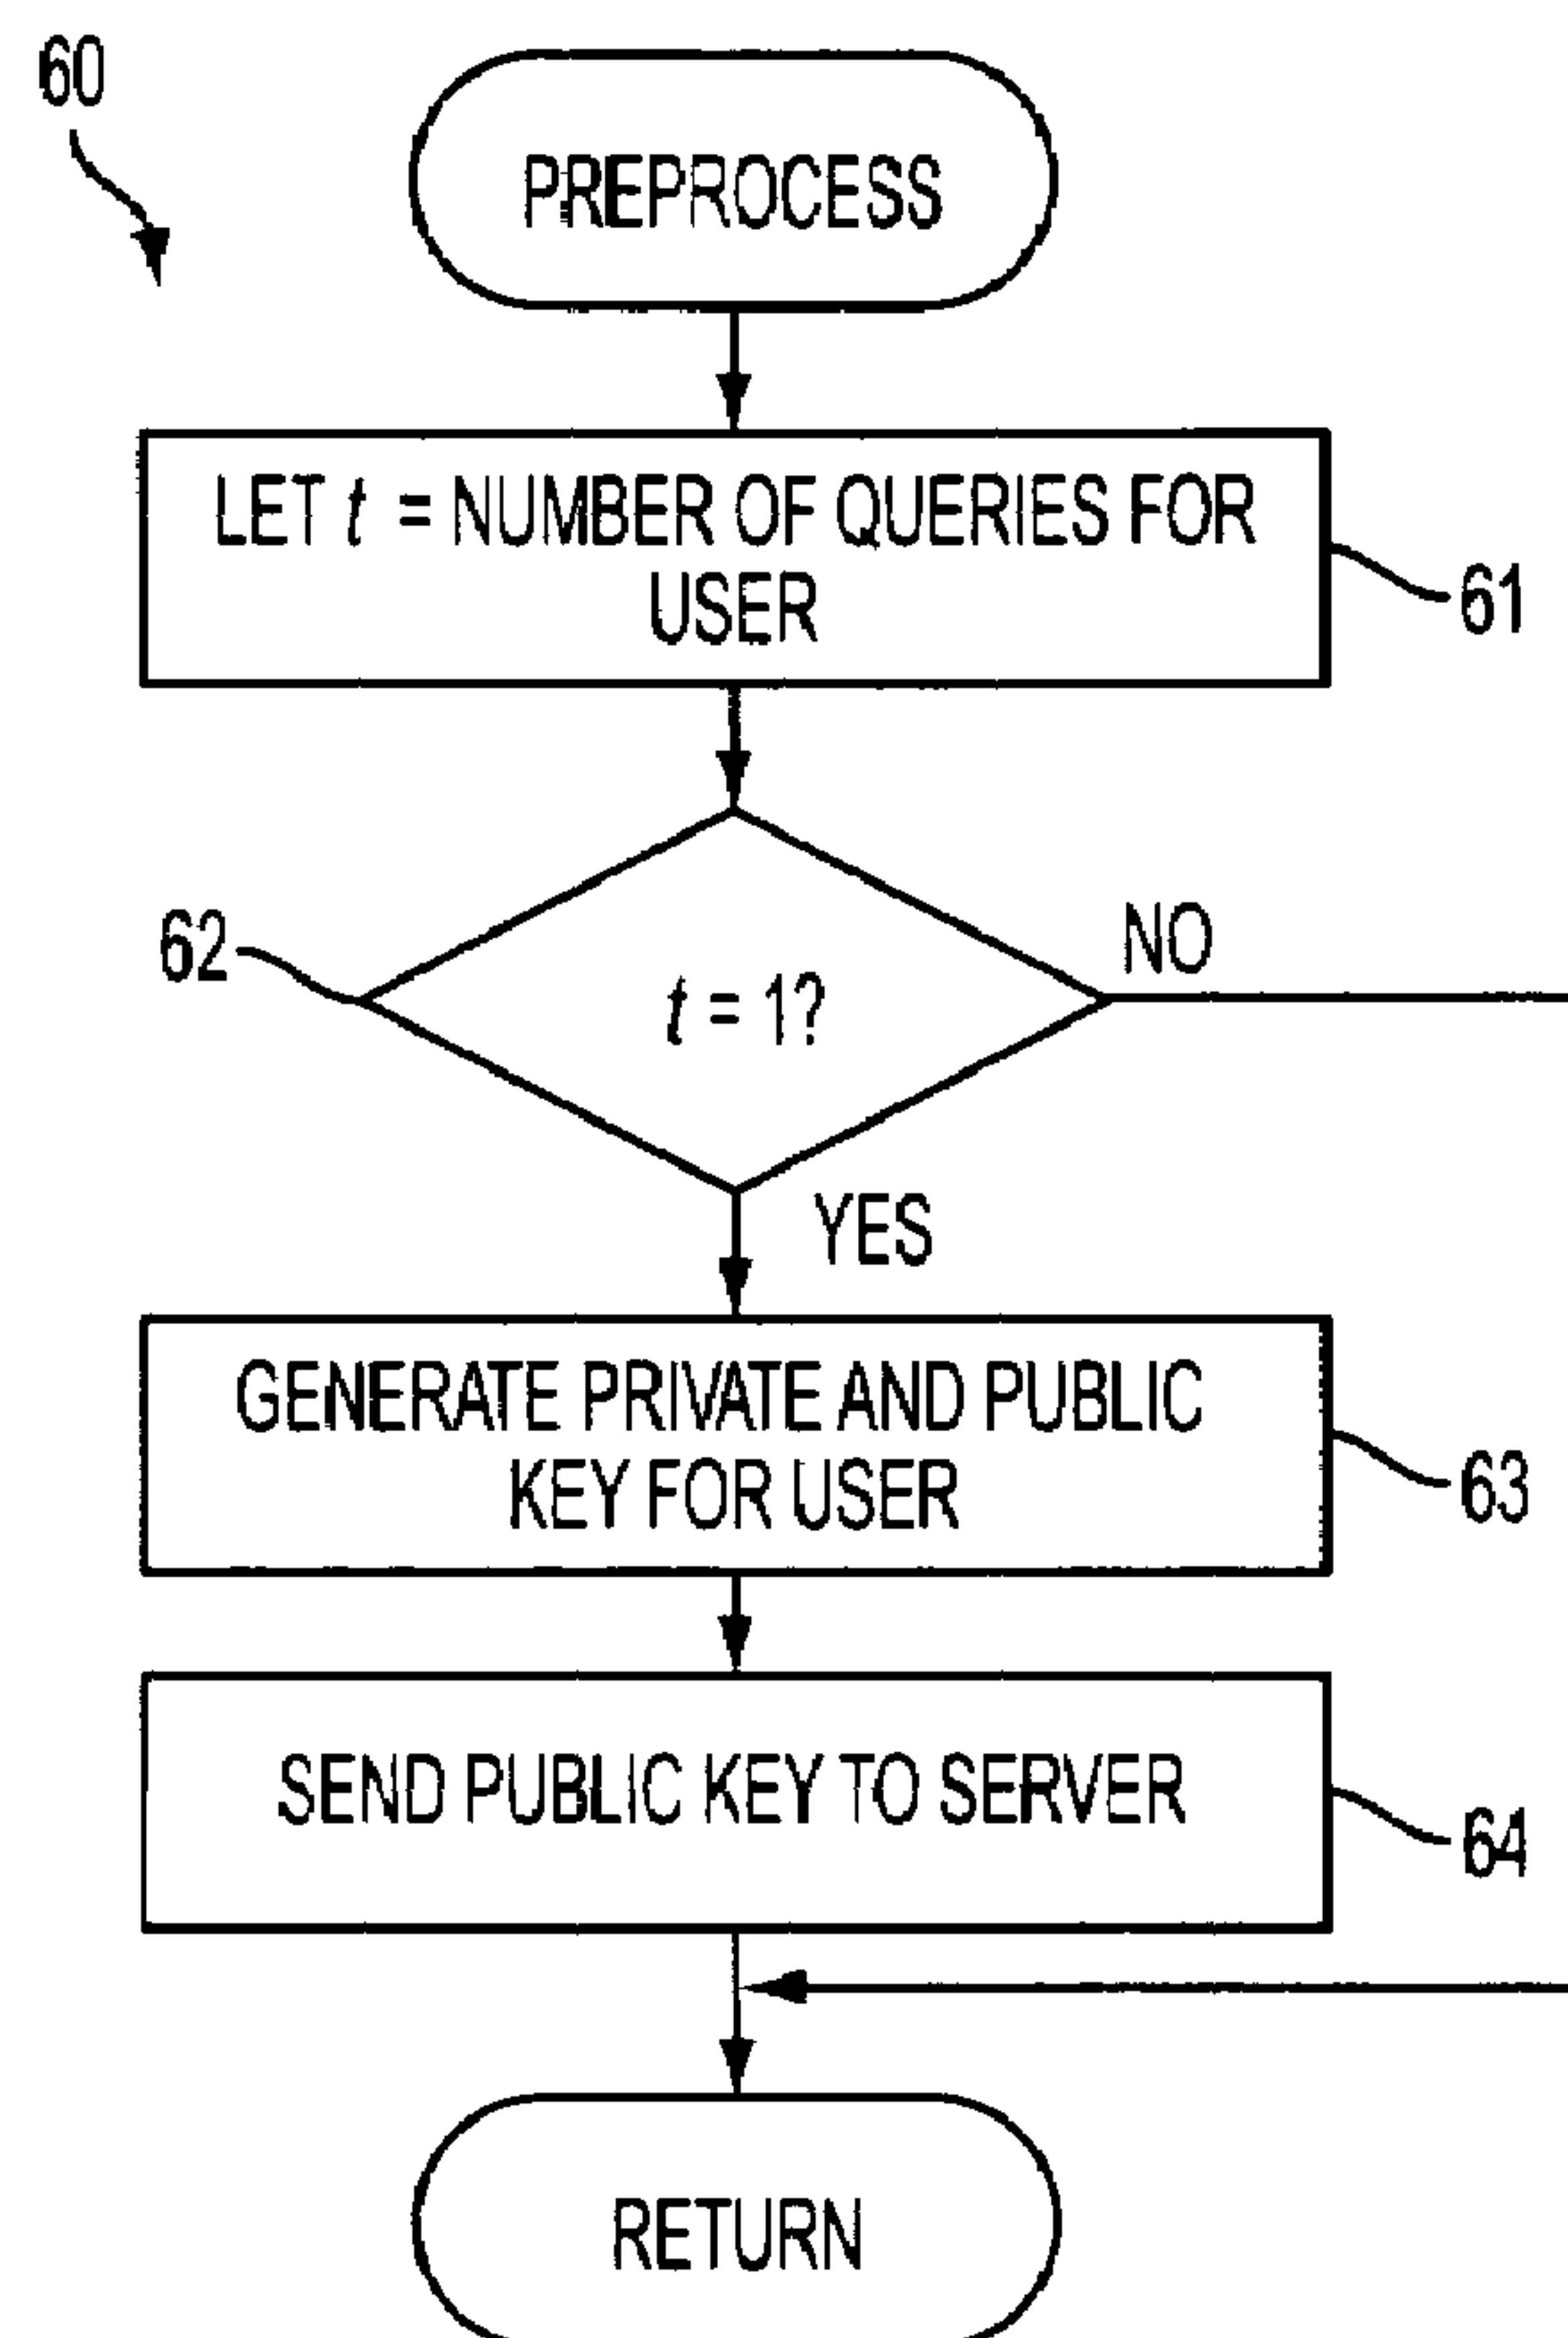 60
PREPROCESS
LET t = NUMBER OF QUERIES FOR
USER
61
62
t = 1?
NO
YES
GENERATE PRIVATE AND PUBLIC
KEY FOR USER
63
SEND PUBLIC KEY TO SERVER
64
RETURN